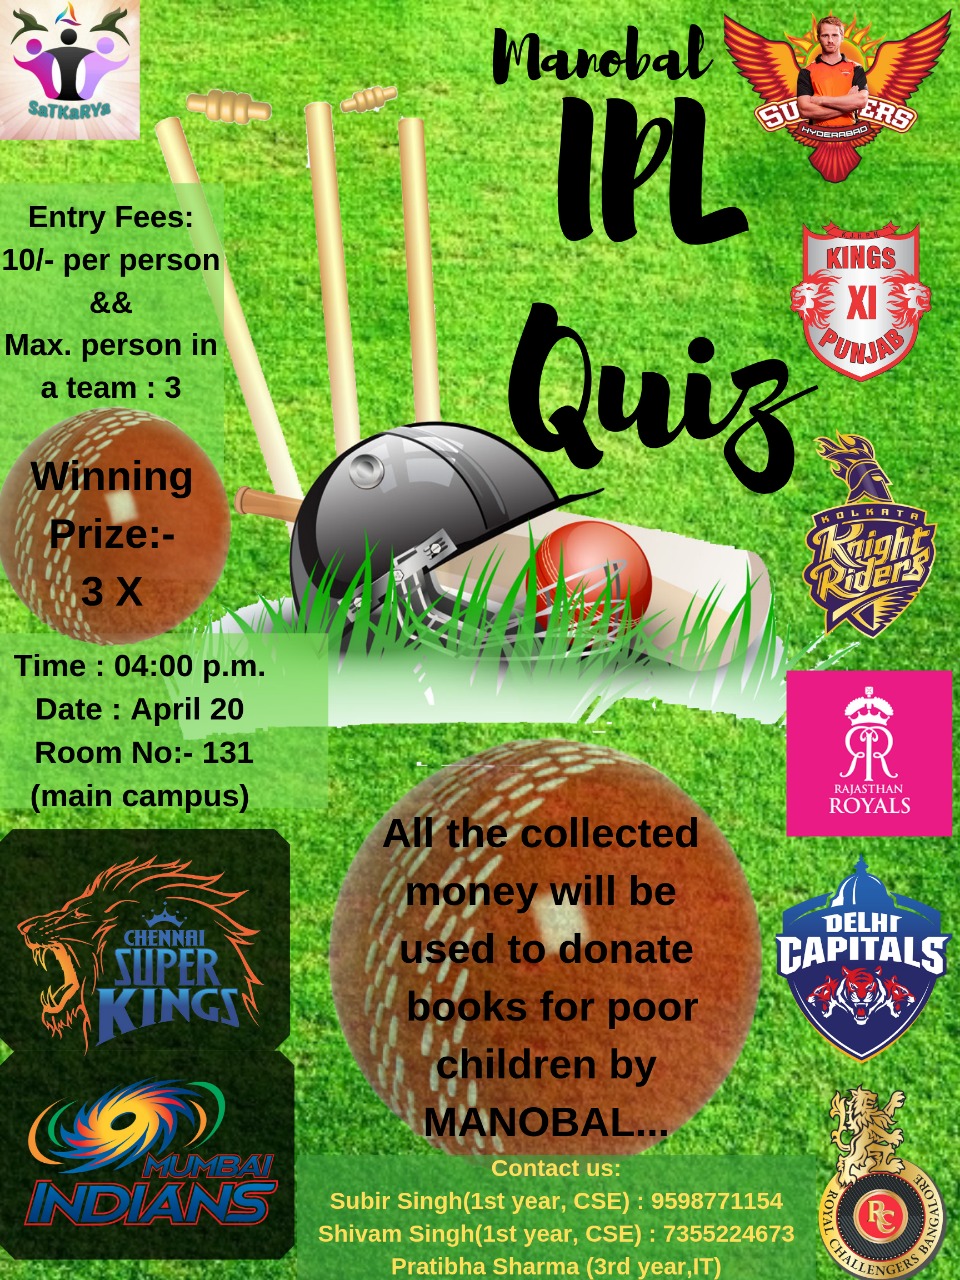 SaTKaRYa
Manobal
IPL
Quiz
SU ERS
HYDERABAD
Entry Fees:
10/- per person
&&
Max. person in
a team : 3
KINGS
XI
PUNJAB
Winning
Prize:-
3 X
KOLKATA
Knight
Riders
Time : 04:00 p.m.
Date : April 20
Room No:- 131
(main campus)
RAJASTHAN
ROYALS
All the collected
money will be
used to donate
books for poor
children by
MANOBAL...
CHENNAI
SUPER
KINGS
DELHI
CAPITALS
MUMBAI
INDIANS
RC
ROYAL CHALLENGERS BANGALORE
Contact us:
Subir Singh(1st year, CSE) : 9598771154
Shivam Singh(1st year, CSE) : 7355224673
Pratibha Sharma (3rd year,IT)